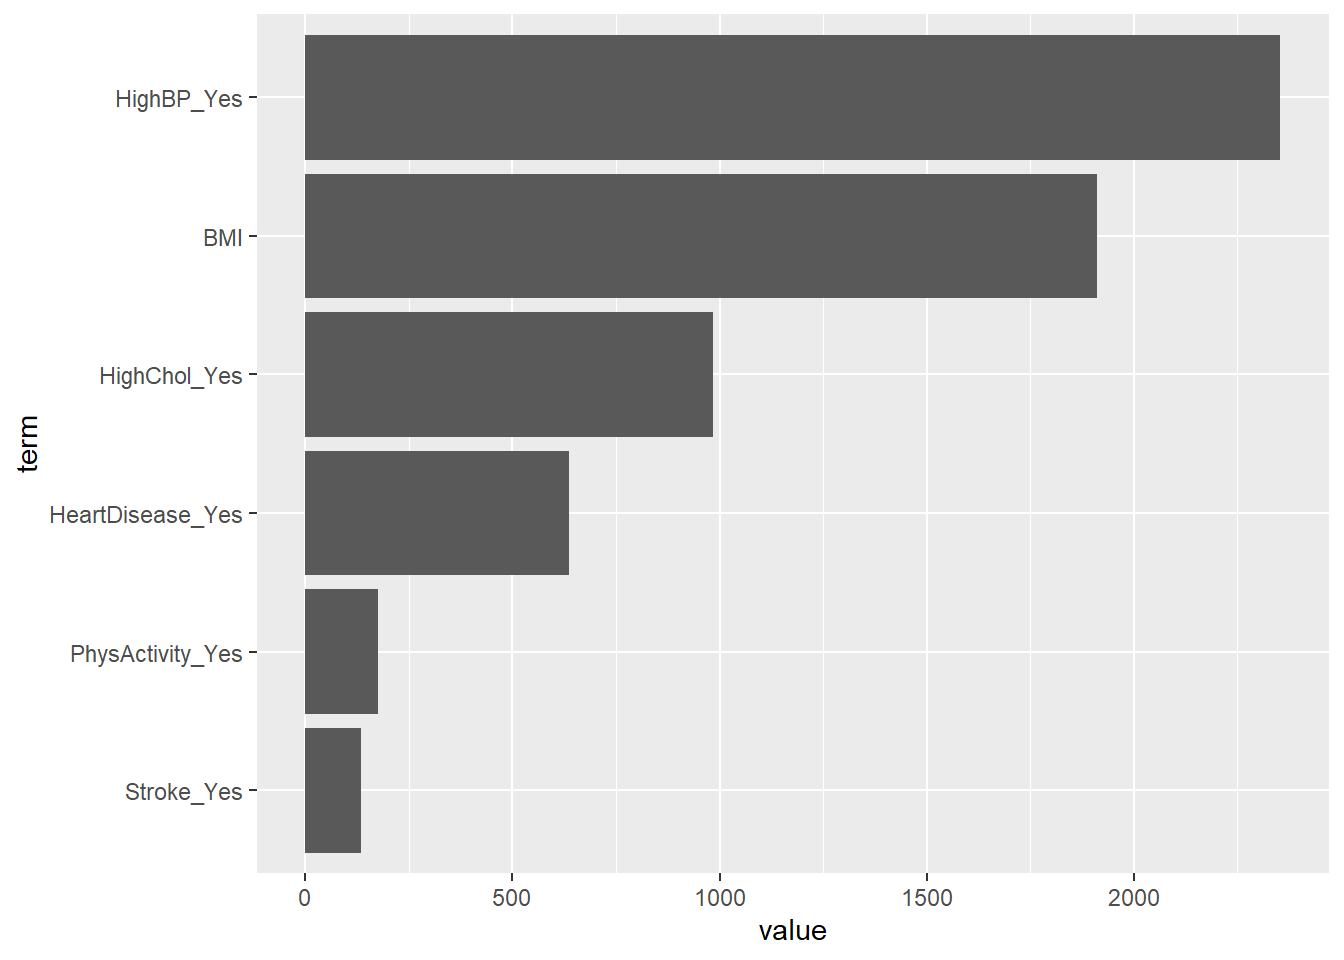 HighBP_Yes
BMI
HighChol_Yes
HeartDisease_Yes
PhysActivity_Yes
Stroke_Yes
term
0 500 1000 1500 2000
value